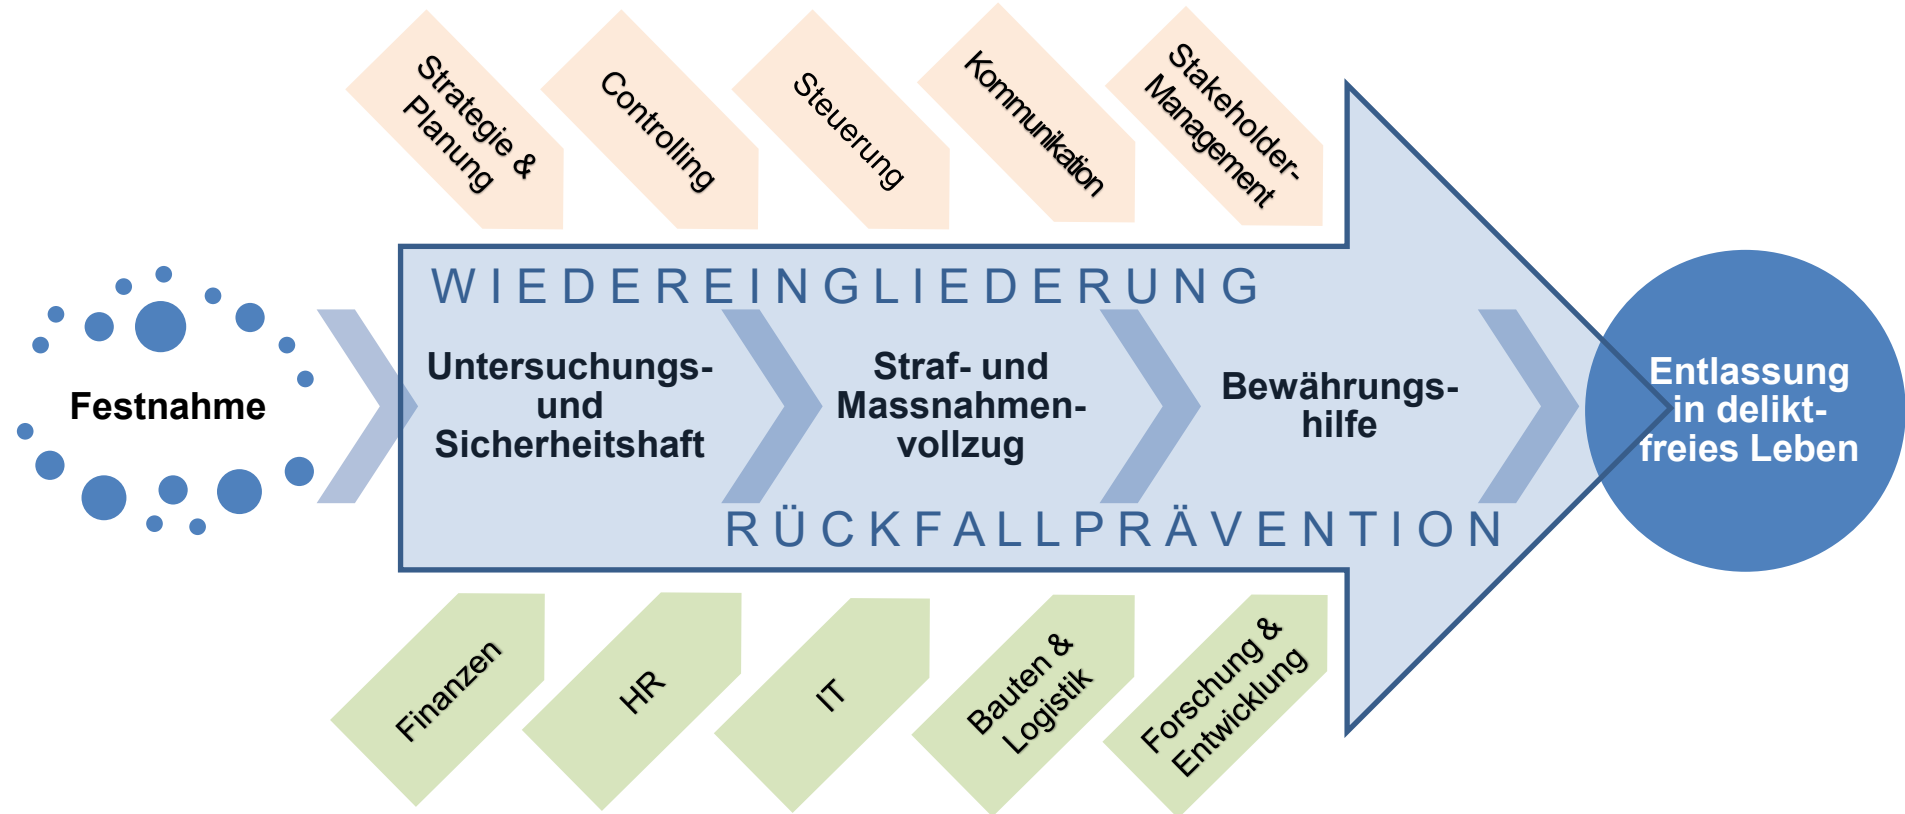 Strategie &
Planung
Controlling
Steuerung
Kommunikation
Stakeholder-
Management
WIEDEREINGLIEDERUNG
Festnahme
Untersuchungs-
und
Sicherheitshaft
Straf- und
Massnahmen-
vollzug
Bewährungs-
hilfe
Entlassung
in delikt-
freies Leben
RÜCKFALLPRÄVENTION
Finanzen
HR
IT
Bauten &
Logistik
Forschung &
Entwicklung